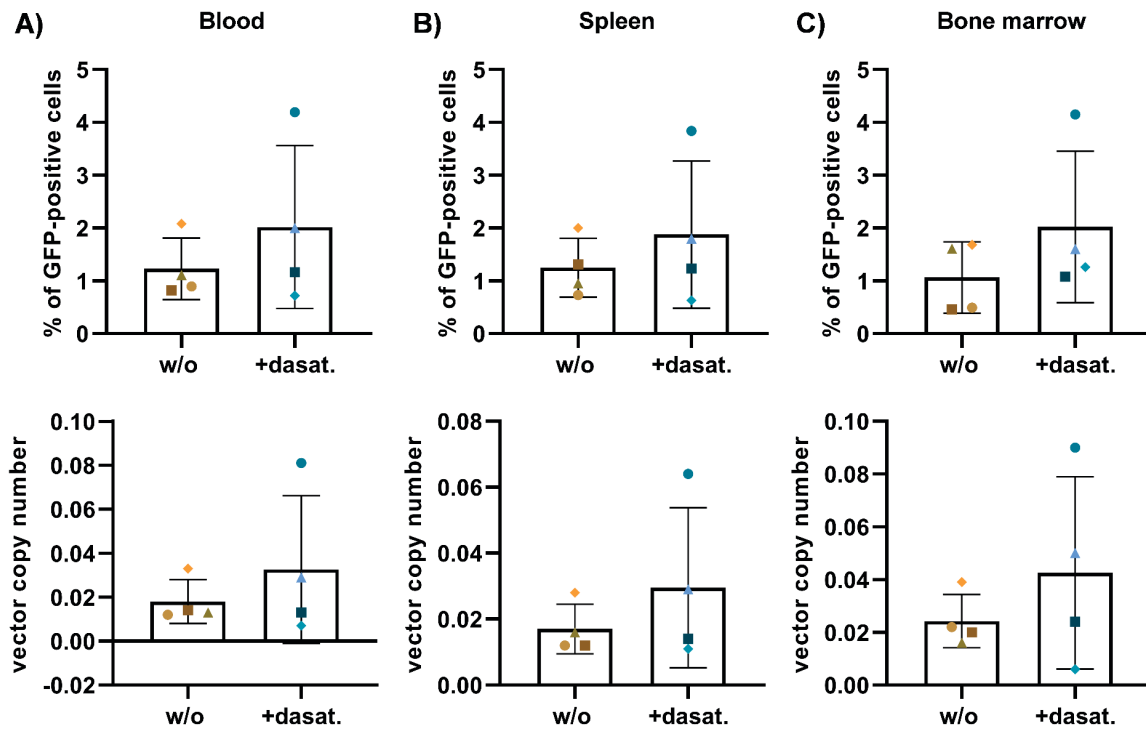 A) Blood
% of GFP-positive cells
5
4
3
2
1
0
w/o +dasat.
B) Spleen
% of GFP-positive cells
5
4
3
2
1
0
w/o +dasat.
C) Bone marrow
% of GFP-positive cells
5
4
3
2
1
0
w/o +dasat.
vector copy number
0.10
0.08
0.06
0.04
0.02
0.00
-0.02
w/o +dasat.
vector copy number
0.08
0.06
0.04
0.02
0.00
w/o +dasat.
vector copy number
0.10
0.08
0.06
0.04
0.02
0.00
w/o +dasat.